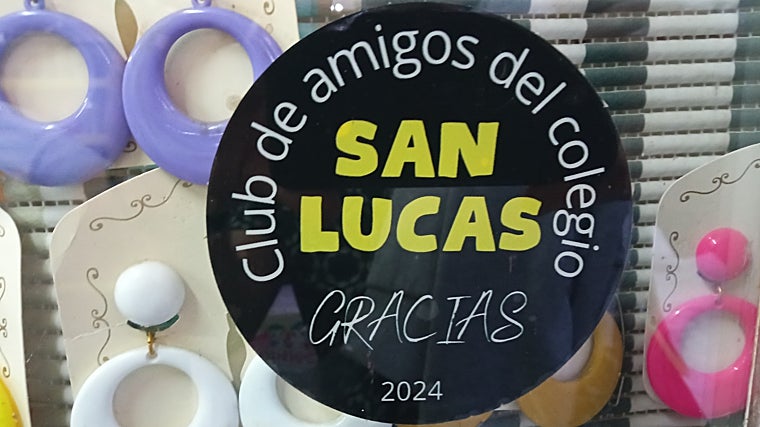 Club de amigos del colegio
SAN
LUCAS
GRACIAS
2024